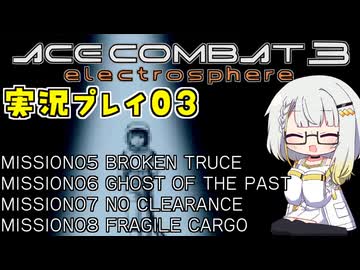 ACE COMBAT 3
electrosphere
実況プレイ03
MISSION05 BROKEN TRUCE
MISSION06 GHOST OF THE PAST
MISSION07 NO CLEARANCE
MISSION08 FRAGILE CARGO